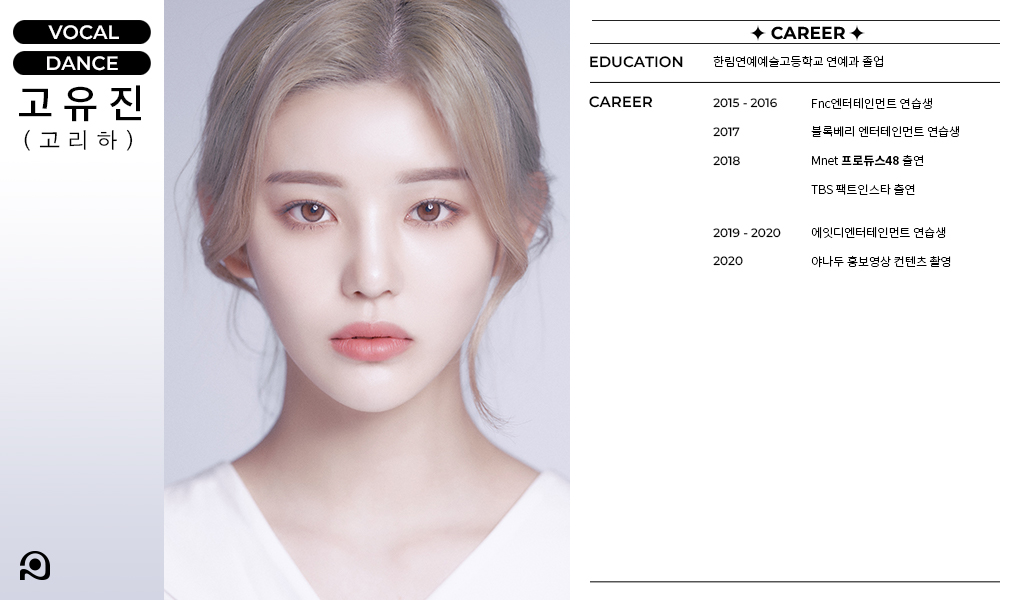 VOCAL
DANCE
고유진
(고리하)
✦ CAREER ✦
EDUCATION 한림연예예술고등학교 연예과 졸업
CAREER 2015 - 2016 Fnc엔터테인먼트 연습생
2017 블록베리 엔터테인먼트 연습생
2018 Mnet 프로듀스48 출연
TBS 팩트인스타 출연
2019 - 2020 에잇디엔터테인먼트 연습생
2020 야나두 홍보영상 컨텐츠 촬영